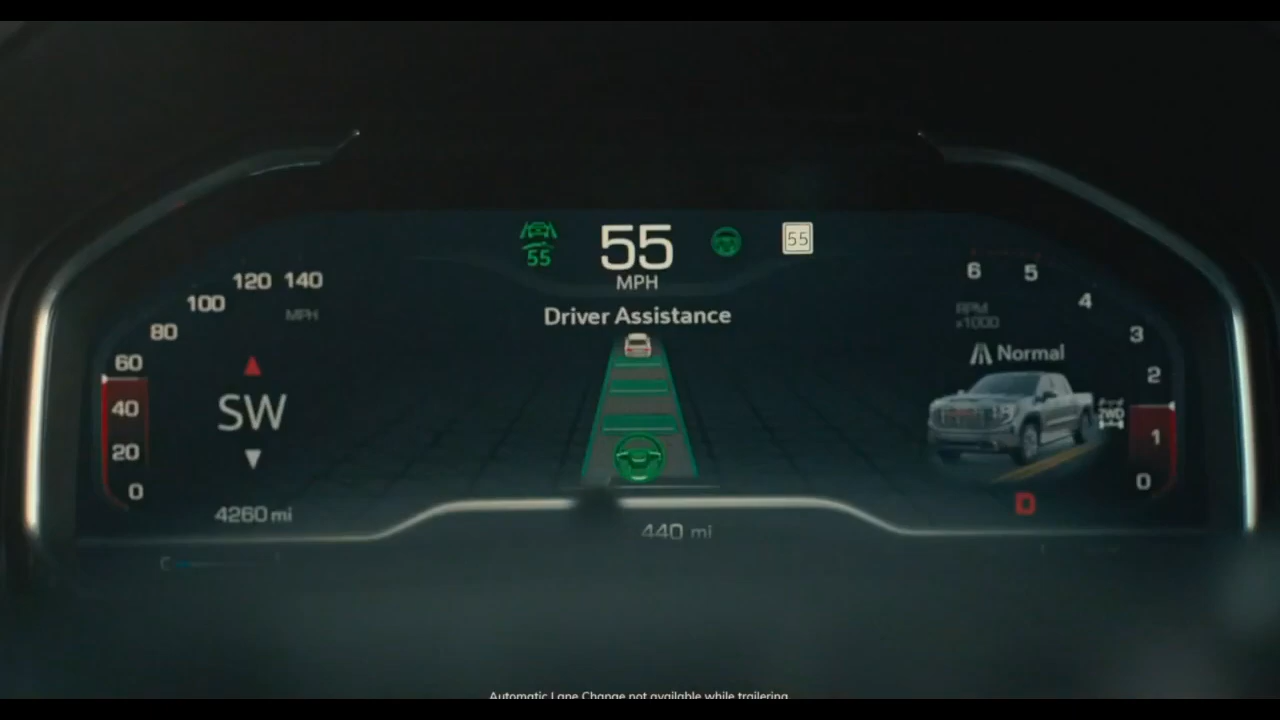 55
55
55
MPH
Driver Assistance
120 140
100
MPH
80
60
40
20
0
SW
4260 mi
440 mi
6 5
4
RPM
x1000
3
Normal
2
2WD
1
0
D
C
Automatic Lane Change not available while trailering.